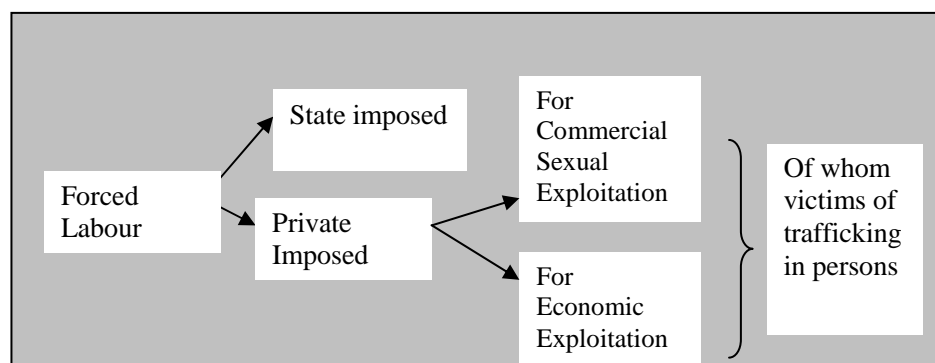 Forced
Labour
State imposed
Private
Imposed
For
Commercial
Sexual
Exploitation
For
Economic
Exploitation
Of whom
victims of
trafficking
in persons